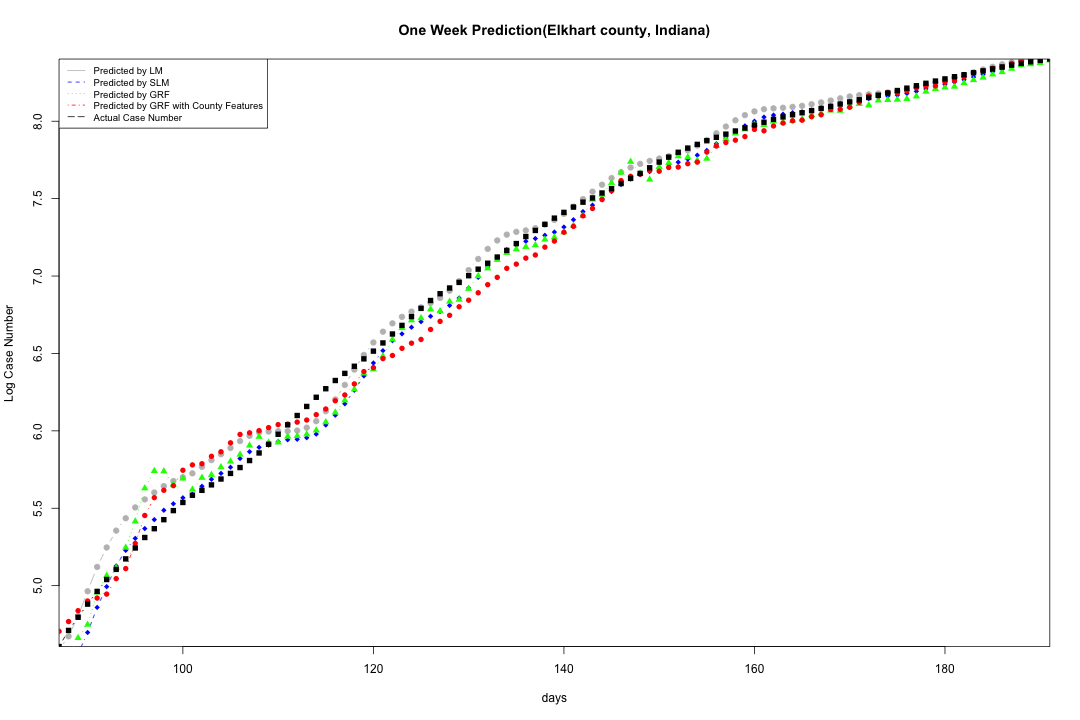 One Week Prediction(Elkhart county, Indiana)
Predicted by LM
Predicted by SLM
Predicted by GRF
Predicted by GRF with County Features
Actual Case Number
8.0
7.5
7.0
6.5
6.0
5.5
5.0
Log Case Number
100 120 140 160 180
days